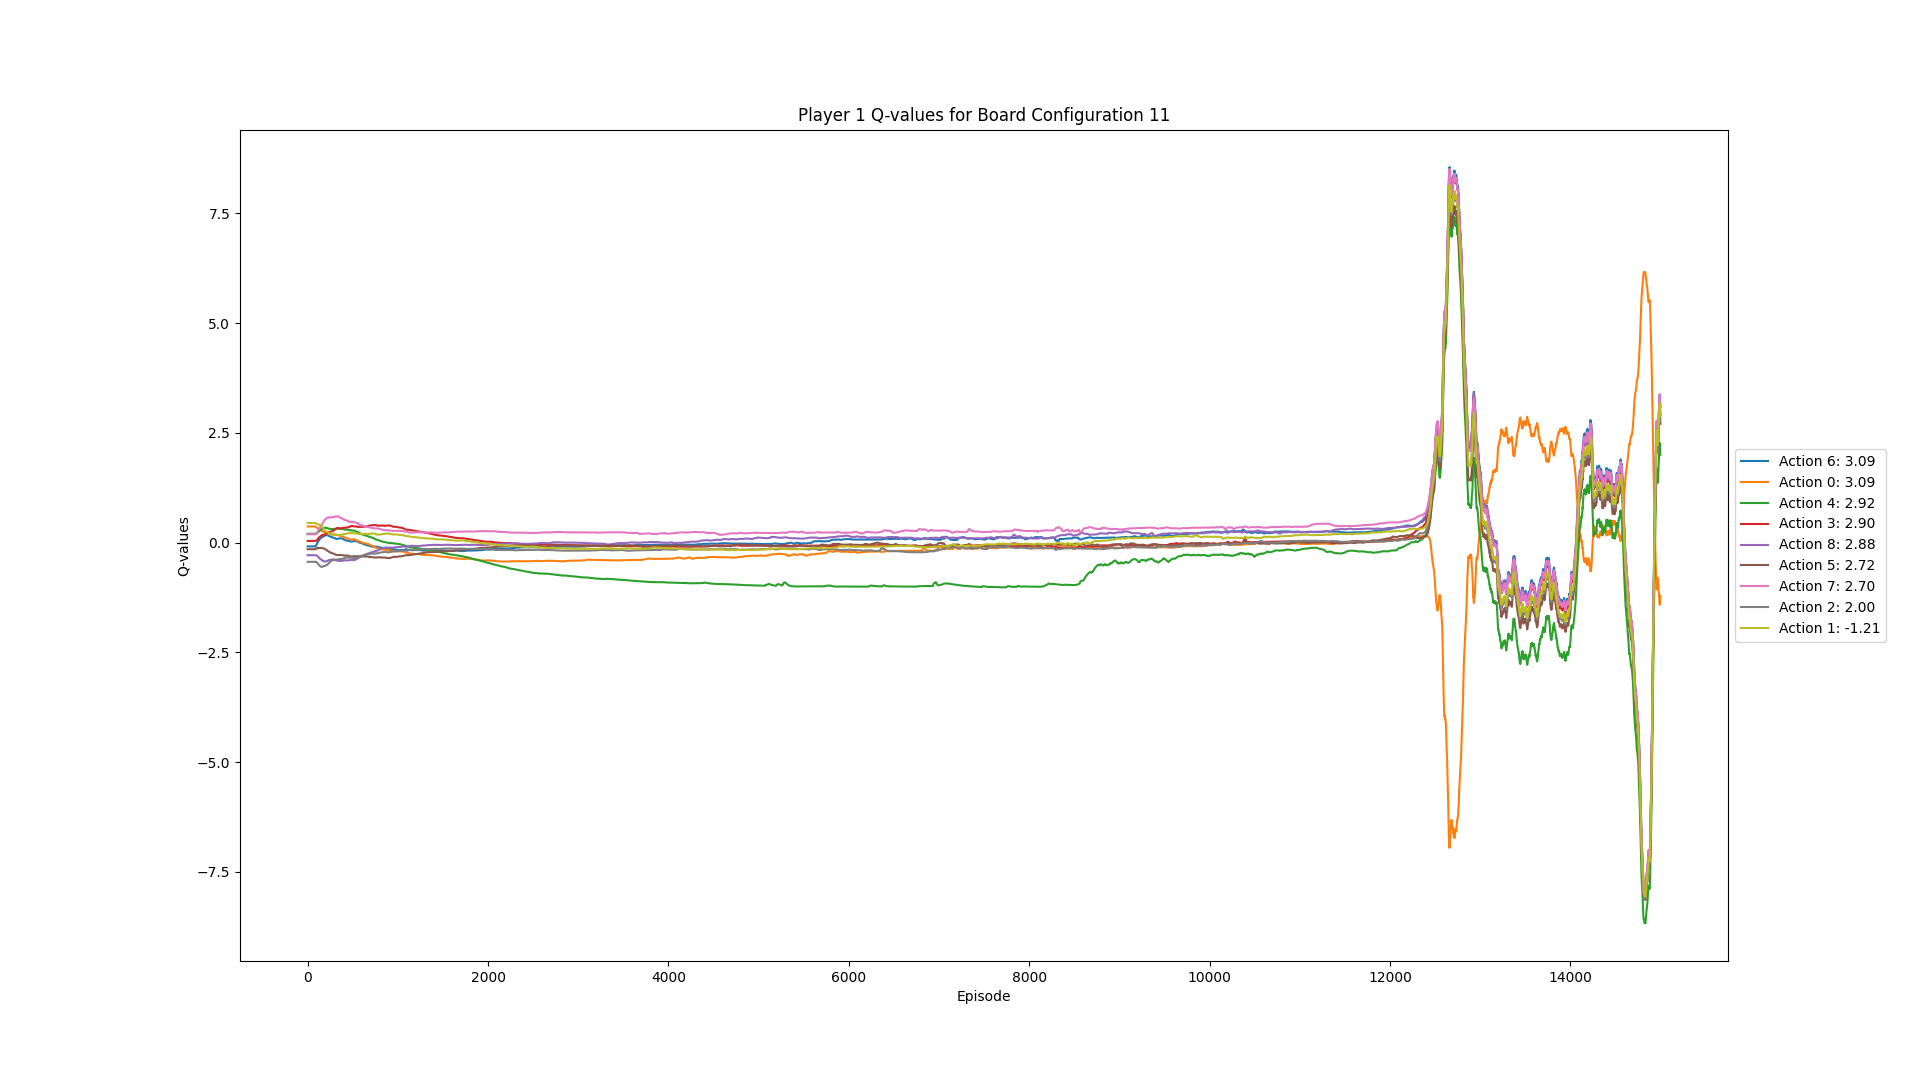 Player 1 Q-values for Board Configuration 11
Q-values
7.5
5.0
2.5
0.0
−2.5
−5.0
−7.5
0 2000 4000 6000 8000 10000 12000 14000
Episode
Action 6: 3.09
Action 0: 3.09
Action 4: 2.92
Action 3: 2.90
Action 8: 2.88
Action 5: 2.72
Action 7: 2.70
Action 2: 2.00
Action 1: -1.21